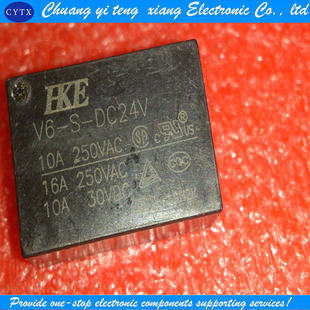 CYTX
Chuang yi teng xiang Electronic Co., Ltd
HKE
V6-S-DC24V
10A 250VAC
c US
16A 250VAC
10A 30VDC
Provide one-stop electronic components supporting services!